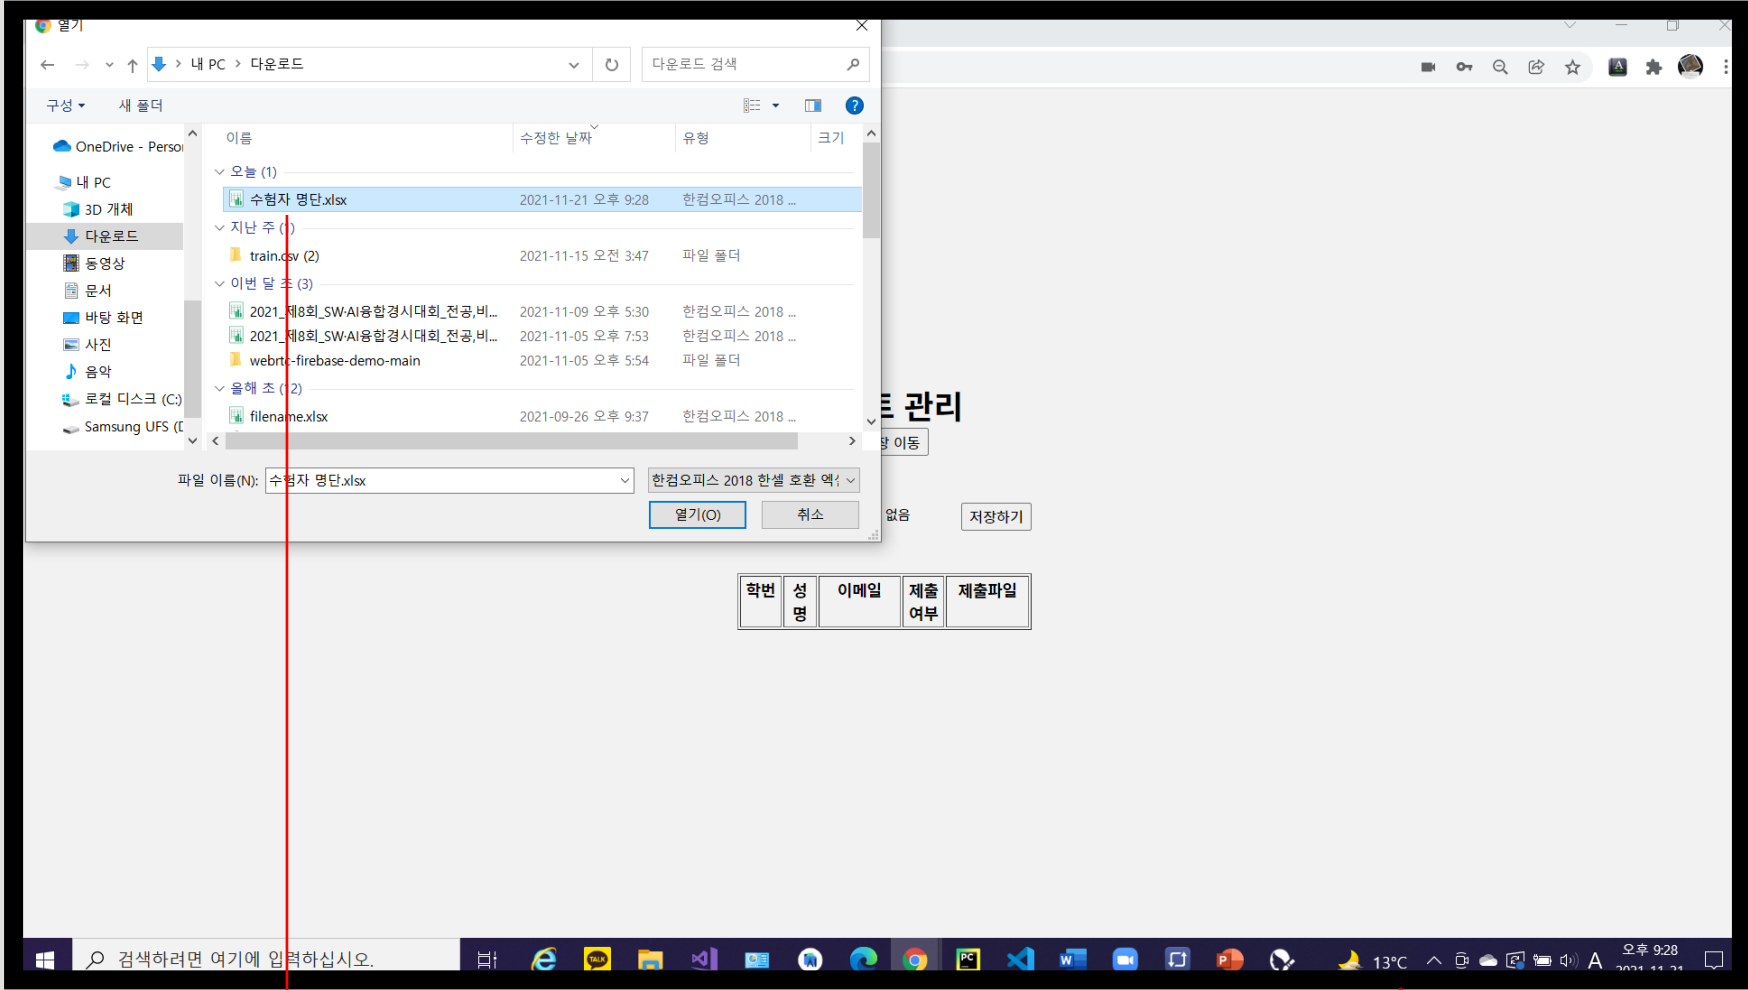 열기
내 PC > 다운로드
다운로드 검색
구성
새 폴더
OneDrive - Person
내 PC
3D 개체
다운로드
동영상
문서
바탕 화면
사진
음악
로컬 디스크 (C:)
Samsung UFS (D
이름
수정한 날짜
유형
크기
오늘 (1)
수험자 명단.xlsx
2021-11-21 오후 9:28
한컴오피스 2018 ...
지난 주 (1)
train.csv (2)
2021-11-15 오전 3:47
파일 폴더
이번 달 초 (3)
2021_제8회_SW·AI융합경시대회_전공,비...
2021-11-09 오후 5:30
한컴오피스 2018 ...
2021_제8회_SW·AI융합경시대회_전공,비...
2021-11-05 오후 7:53
한컴오피스 2018 ...
webrtc-firebase-demo-main
2021-11-05 오후 5:54
파일 폴더
올해 초 (12)
filename.xlsx
2021-09-26 오후 9:37
한컴오피스 2018 ...
파일 이름(N):
수험자 명단.xlsx
한컴오피스 2018 한셀 호환 엑
열기(O)
취소
트 관리
이동
없음
저장하기
학번
성명
이메일
제출여부
제출파일
검색하려면 여기에 입력하십시오.
TALK
PC
13°C
A
오후 9:28
2021-11-21